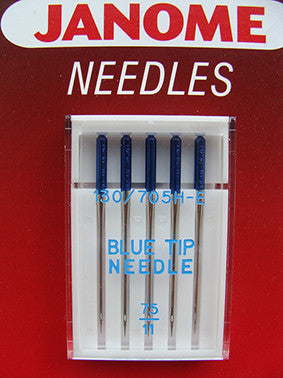 JANOME
NEEDLES
130/705H-E
BLUE TIP
NEEDLE
75
11